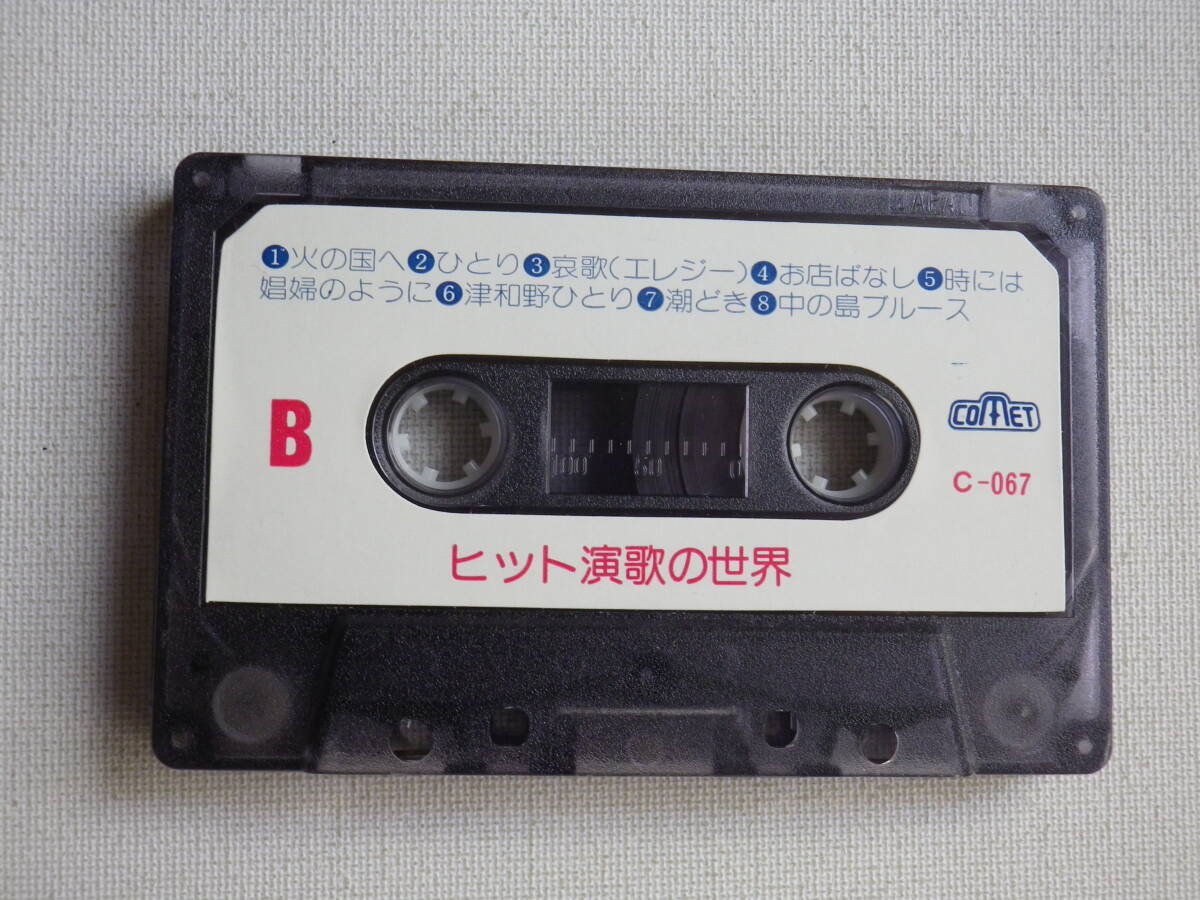 ❶火の国へ❷ひとり❸哀歌(エレジー)❹お店ばなし❺時には
娼婦のように❻津和野ひとり❼潮どき❽中の島ブルース
B
100 50 0
COMET
C-067
ヒット演歌の世界